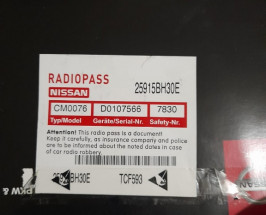 RADIOPASS
NISSAN 25915BH30E
CM0076 D0107566 7830
Typ/Model Geräte/Serial-Nr. Safety-Nr.
Attention! This radio pass is a document!
Keep it carefully, as insurance company and police
are to be informed about the noted dates in case
of car radio robbery.
BH30E TCF593
NISSAN